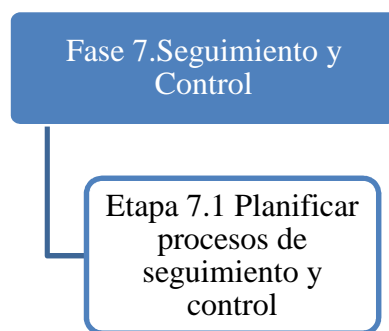 Fase 7.Seguimiento y
Control
Etapa 7.1 Planificar
procesos de
seguimiento y
control